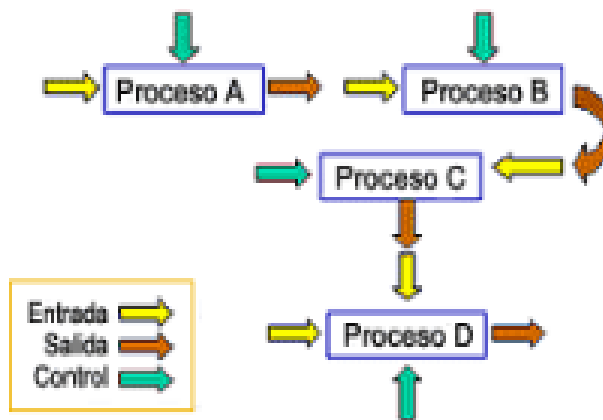 Proceso A
Proceso B
Proceso C
Proceso D
Entrada
Salida
Control